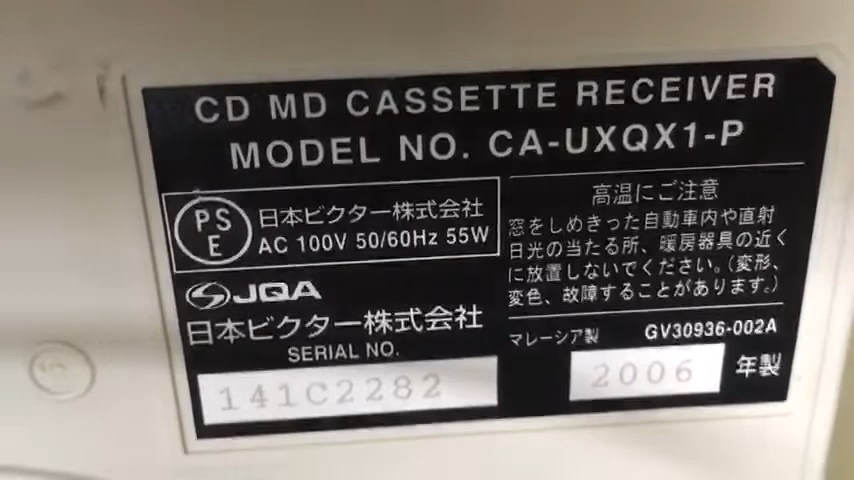 CD MD CASSETTE RECEIVER
MODEL NO. CA-UXQX1-P
PS
E
日本ビクター株式会社
AC 100V 50/60Hz 55W
JQA
日本ビクター株式会社
SERIAL NO.
141C2282
高温にご注意
窓をしめきった自動車内や直射
日光の当たる所、暖房器具の近く
に放置しないでください。(変形、
変色、故障することがあります。)
マレーシア製 GV30936-002A
2006 年製